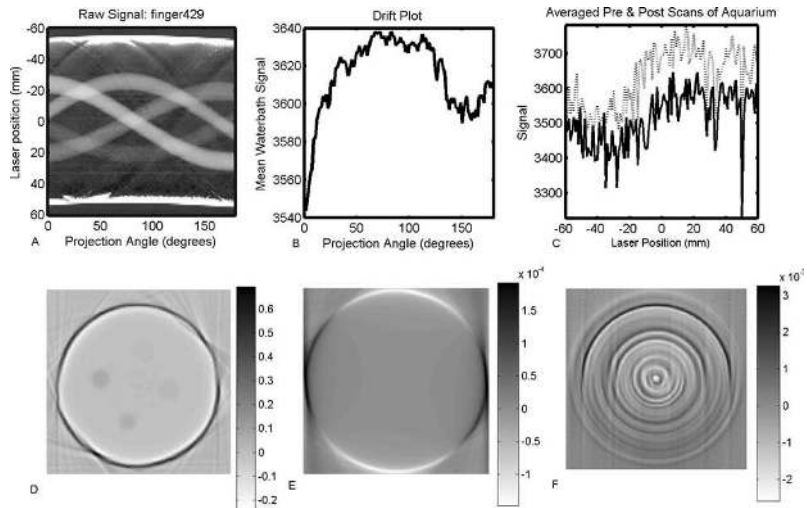 Raw Signal: finger429
-60
-40
-20
0
20
40
60
Laser position (mm)
0 50 100 150
Projection Angle (degrees)
A
Drift Plot
3640
3620
3600
3580
3560
3540
Mean Waterbath Signal
0 50 100 150
Projection Angle (degrees)
B
Averaged Pre & Post Scans of Aquarium
3700
3600
3500
3400
3300
Signal
-60 -40 -20 0 20 40 60
Laser Position (mm)
C
0.6
0.5
0.4
0.3
0.2
0.1
0
-0.1
-0.2
D
x 10⁻⁴
1.5
1
0.5
0
-0.5
-1
E
x 10⁻³
3
2
1
0
-1
-2
F